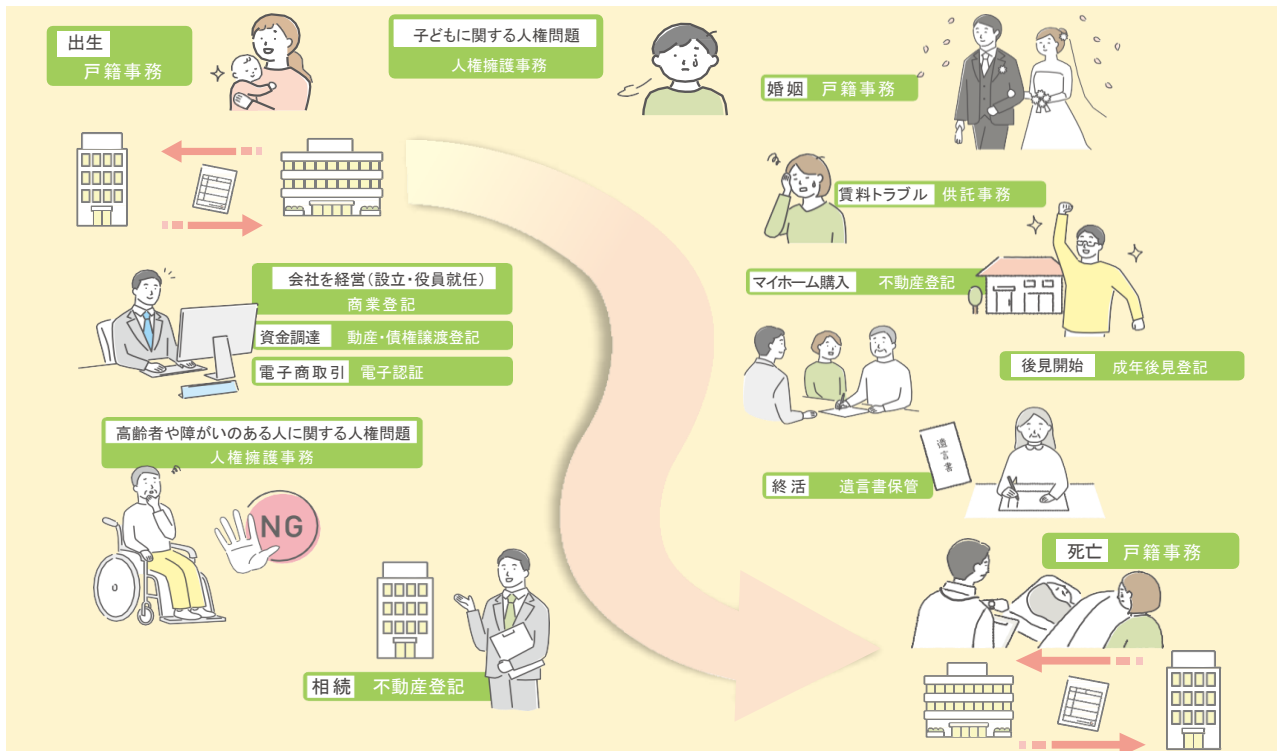 出生
戸籍事務
子どもに関する人権問題
人権擁護事務
婚姻 戸籍事務
賃料トラブル 供託事務
マイホーム購入 不動産登記
会社を経営(設立・役員就任)
商業登記
資金調達 動産・債権譲渡登記
電子商取引 電子認証
後見開始 成年後見登記
高齢者や障がいのある人に関する人権問題
人権擁護事務
NG
遺言書
終活 遺言書保管
死亡 戸籍事務
相続 不動産登記